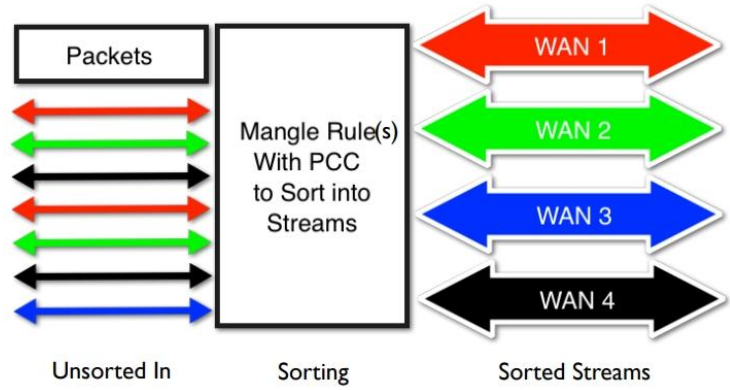 Packets
Mangle Rule(s)
With PCC
to Sort into
Streams
WAN 1
WAN 2
WAN 3
WAN 4
Unsorted In
Sorting
Sorted Streams